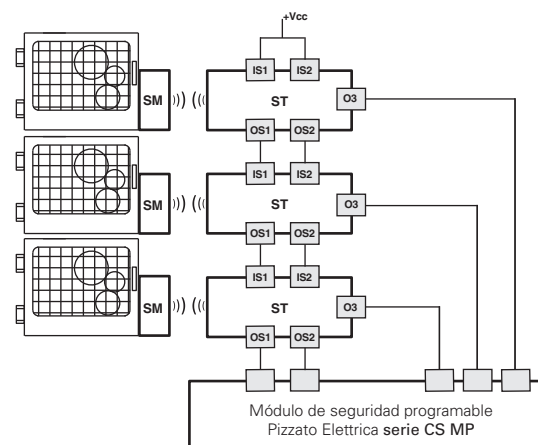 +Vcc
IS1 IS2
SM ST O3
OS1 OS2
IS1 IS2
SM ST O3
OS1 OS2
IS1 IS2
SM ST O3
OS1 OS2
Módulo de seguridad programable
Pizzato Elettrica serie CS MP